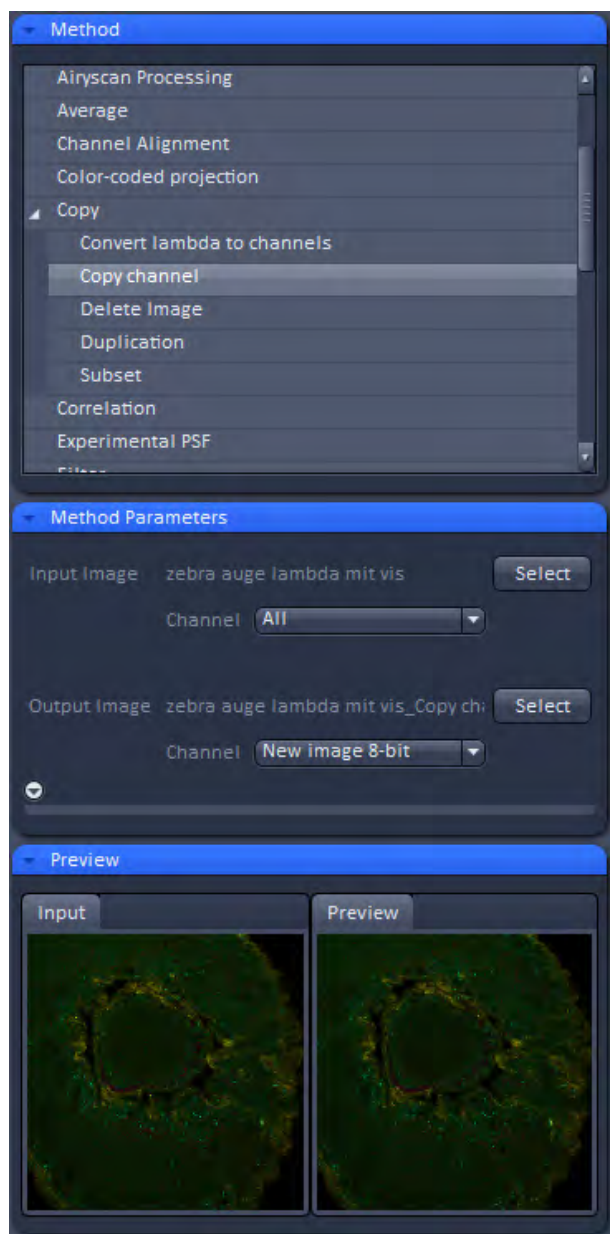 Method
Airyscan Processing
Average
Channel Alignment
Color-coded projection
Copy
Convert lambda to channels
Copy channel
Delete Image
Duplication
Subset
Correlation
Experimental PSF
Method Parameters
Input Image zebra auge lambda mit vis Select
Channel All
Output Image zebra auge lambda mit vis_Copy cha Select
Channel New image 8-bit
Preview
Input Preview